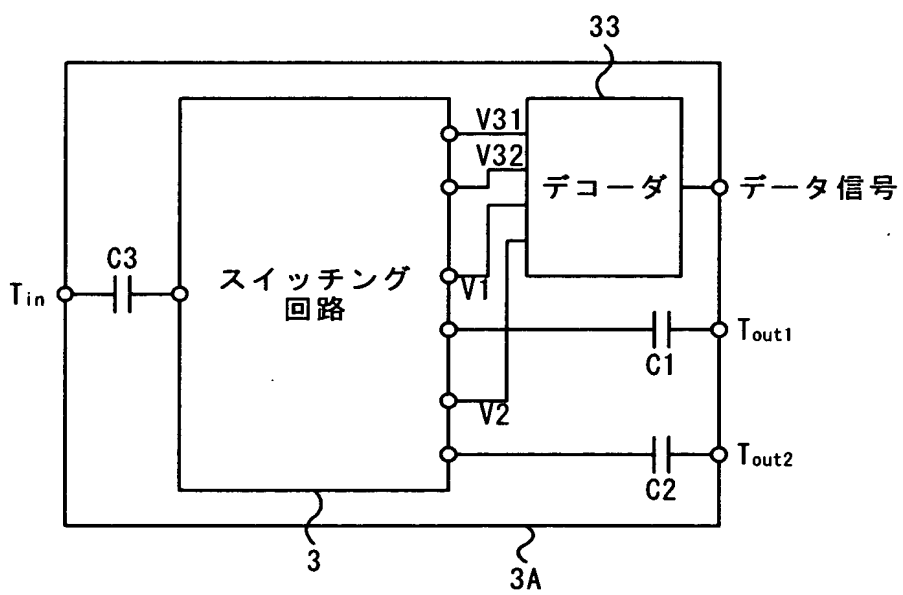 33
V31
V32
デコーダ
データ信号
C3
Tin
スイッチング
回路
V1
Tout1
C1
V2
Tout2
C2
3
3A